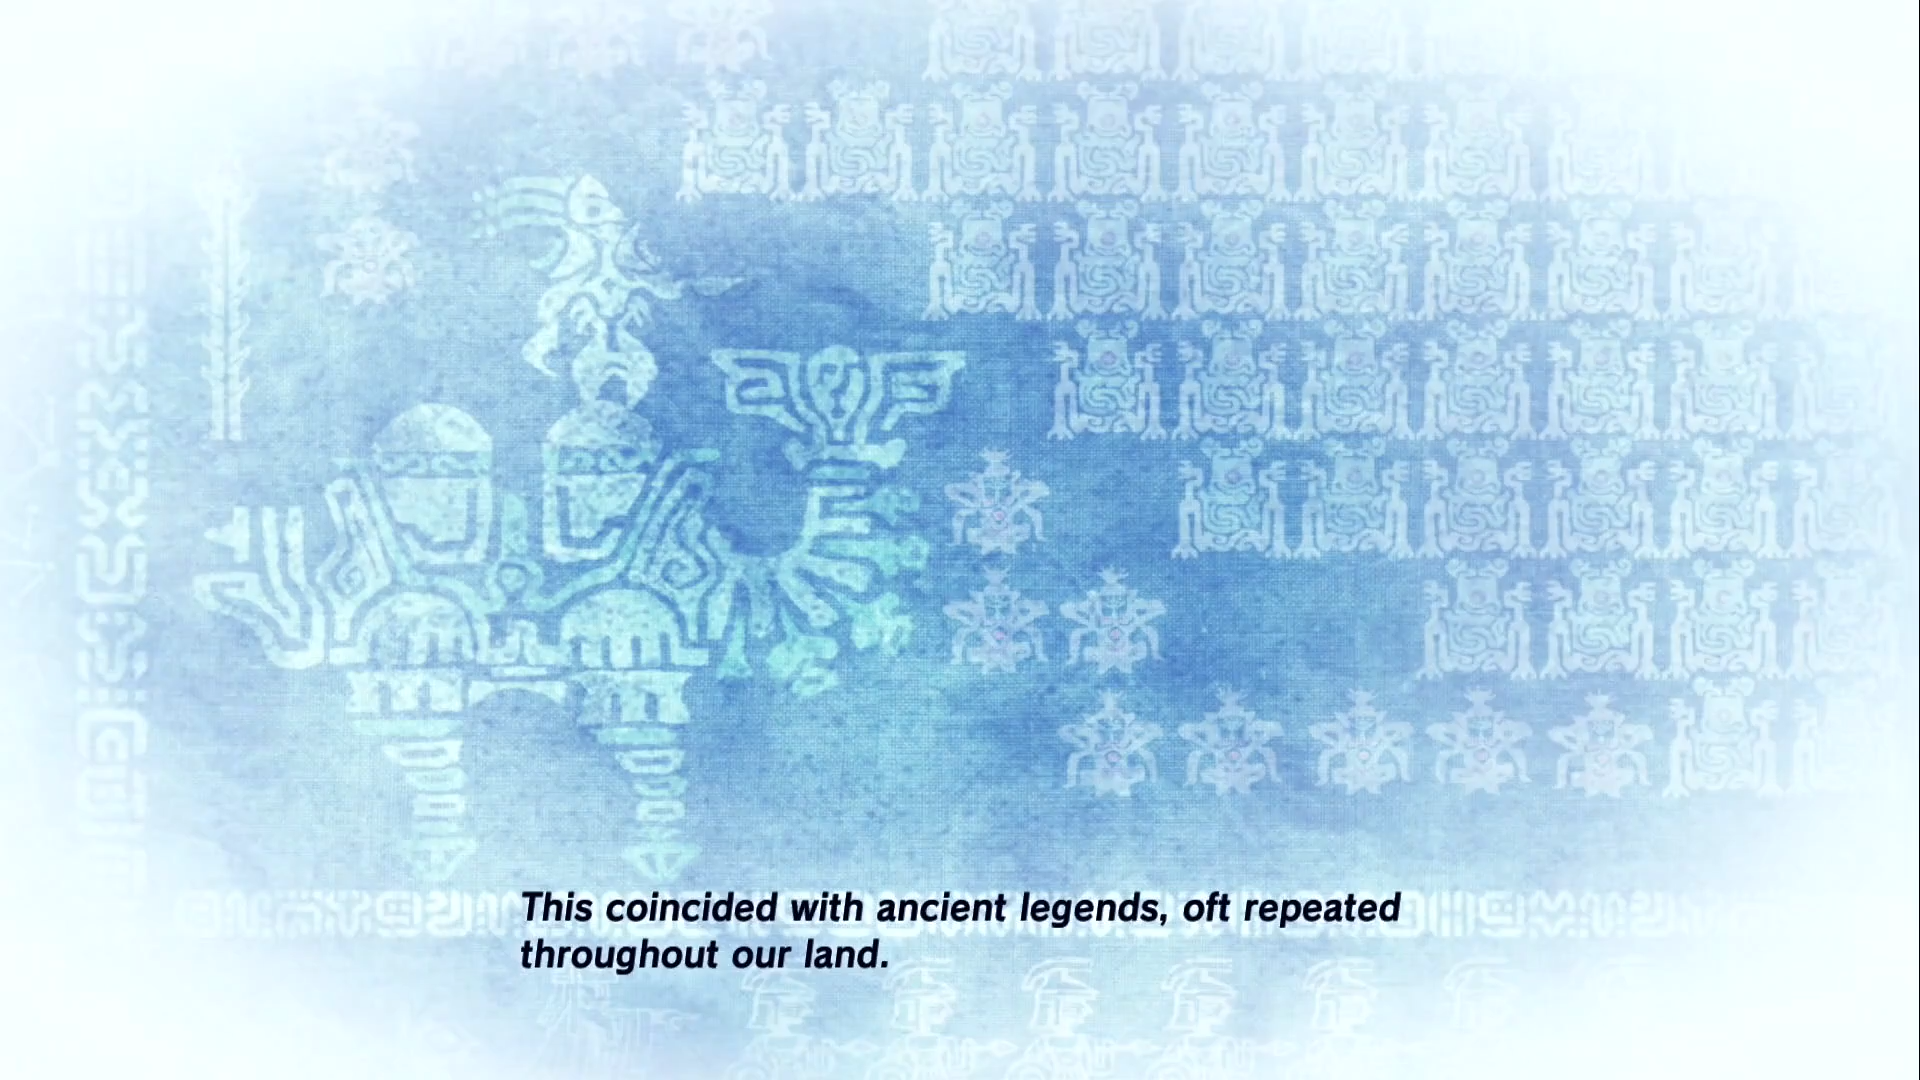 This coincided with ancient legends, oft repeated
throughout our land.